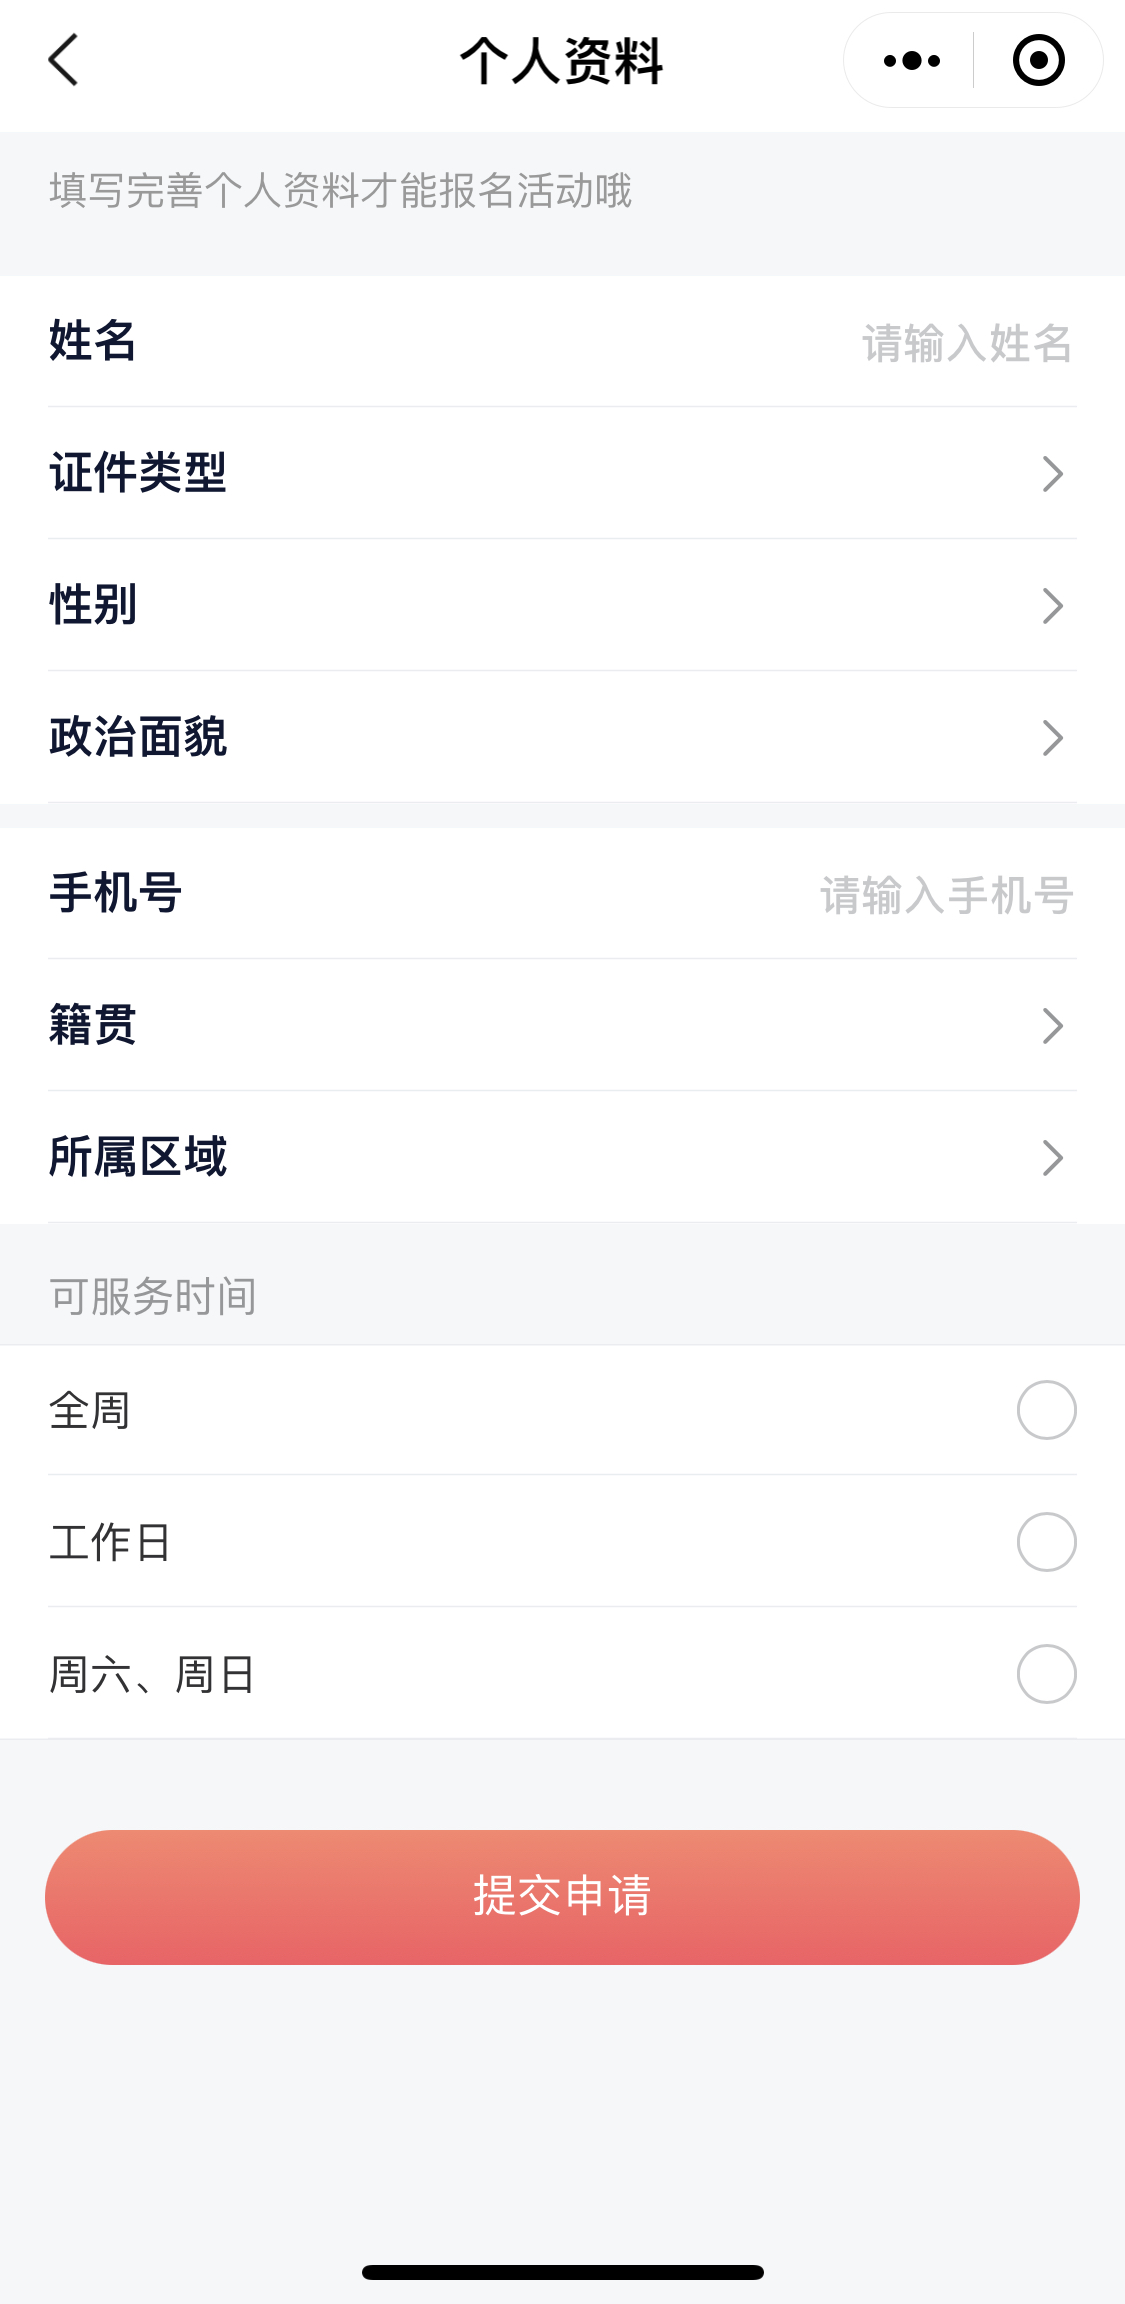 个人资料
填写完善个人资料才能报名活动哦
姓名 请输入姓名
证件类型
性别
政治面貌
手机号 请输入手机号
籍贯
所属区域
可服务时间
全周
工作日
周六、周日
提交申请